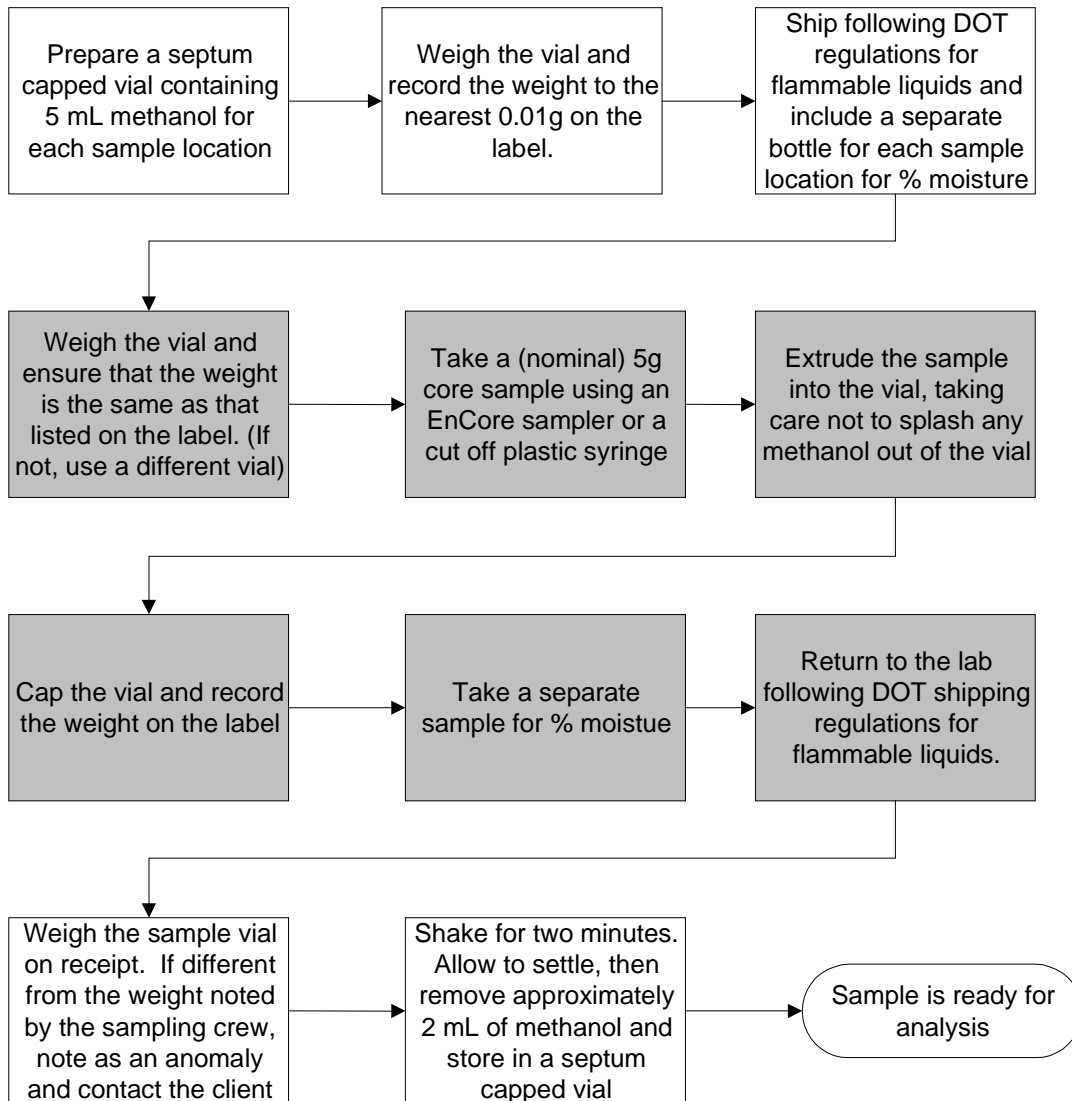 Prepare a septum
capped vial containing
5 mL methanol for
each sample location
Weigh the vial and
record the weight to the
nearest 0.01g on the
label.
Ship following DOT
regulations for
flammable liquids and
include a separate
bottle for each sample
location for % moisture
Weigh the vial and
ensure that the weight
is the same as that
listed on the label. (If
not, use a different vial)
Take a (nominal) 5g
core sample using an
EnCore sampler or a
cut off plastic syringe
Extrude the sample
into the vial, taking
care not to splash any
methanol out of the vial
Cap the vial and record
the weight on the label
Take a separate
sample for % moistue
Return to the lab
following DOT shipping
regulations for
flammable liquids.
Weigh the sample vial
on receipt.  If different
from the weight noted
by the sampling crew,
note as an anomaly
and contact the client
Shake for two minutes.
Allow to settle, then
remove approximately
2 mL of methanol and
store in a septum
capped vial
Sample is ready for
analysis